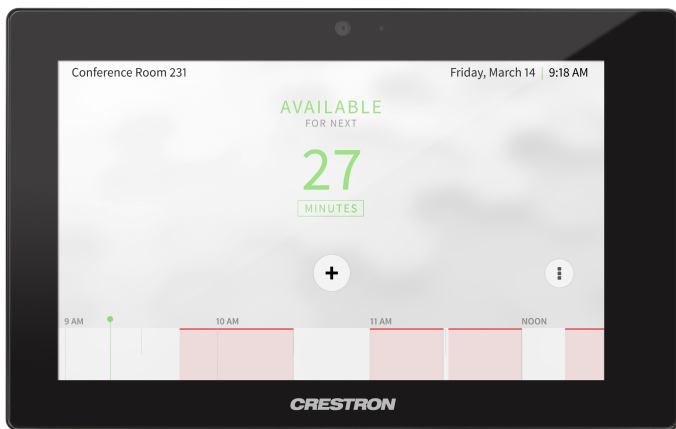 Conference Room 231
Friday, March 14 | 9:18 AM
AVAILABLE
FOR NEXT
27
MINUTES
+
9 AM
10 AM
11 AM
NOON
CRESTRON